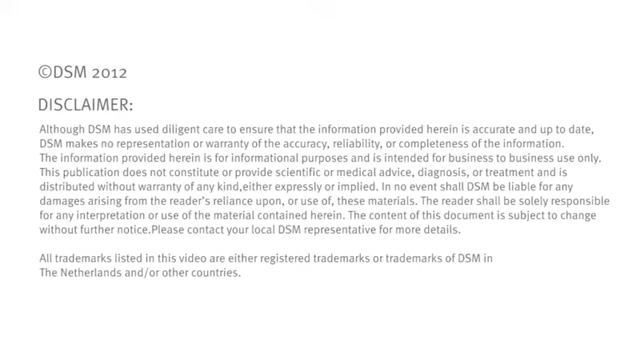 ©DSM 2012
DISCLAIMER:
Although DSM has used diligent care to ensure that the information provided herein is accurate and up to date,
DSM makes no representation or warranty of the accuracy, reliability, or completeness of the information.
The information provided herein is for informational purposes and is intended for business to business use only.
This publication does not constitute or provide scientific or medical advice, diagnosis, or treatment and is
distributed without warranty of any kind,either expressly or implied. In no event shall DSM be liable for any
damages arising from the reader's reliance upon, or use of, these materials. The reader shall be solely responsible
for any interpretation or use of the material contained herein. The content of this document is subject to change
without further notice.Please contact your local DSM representative for more details.
All trademarks listed in this video are either registered trademarks or trademarks of DSM in
The Netherlands and/or other countries.